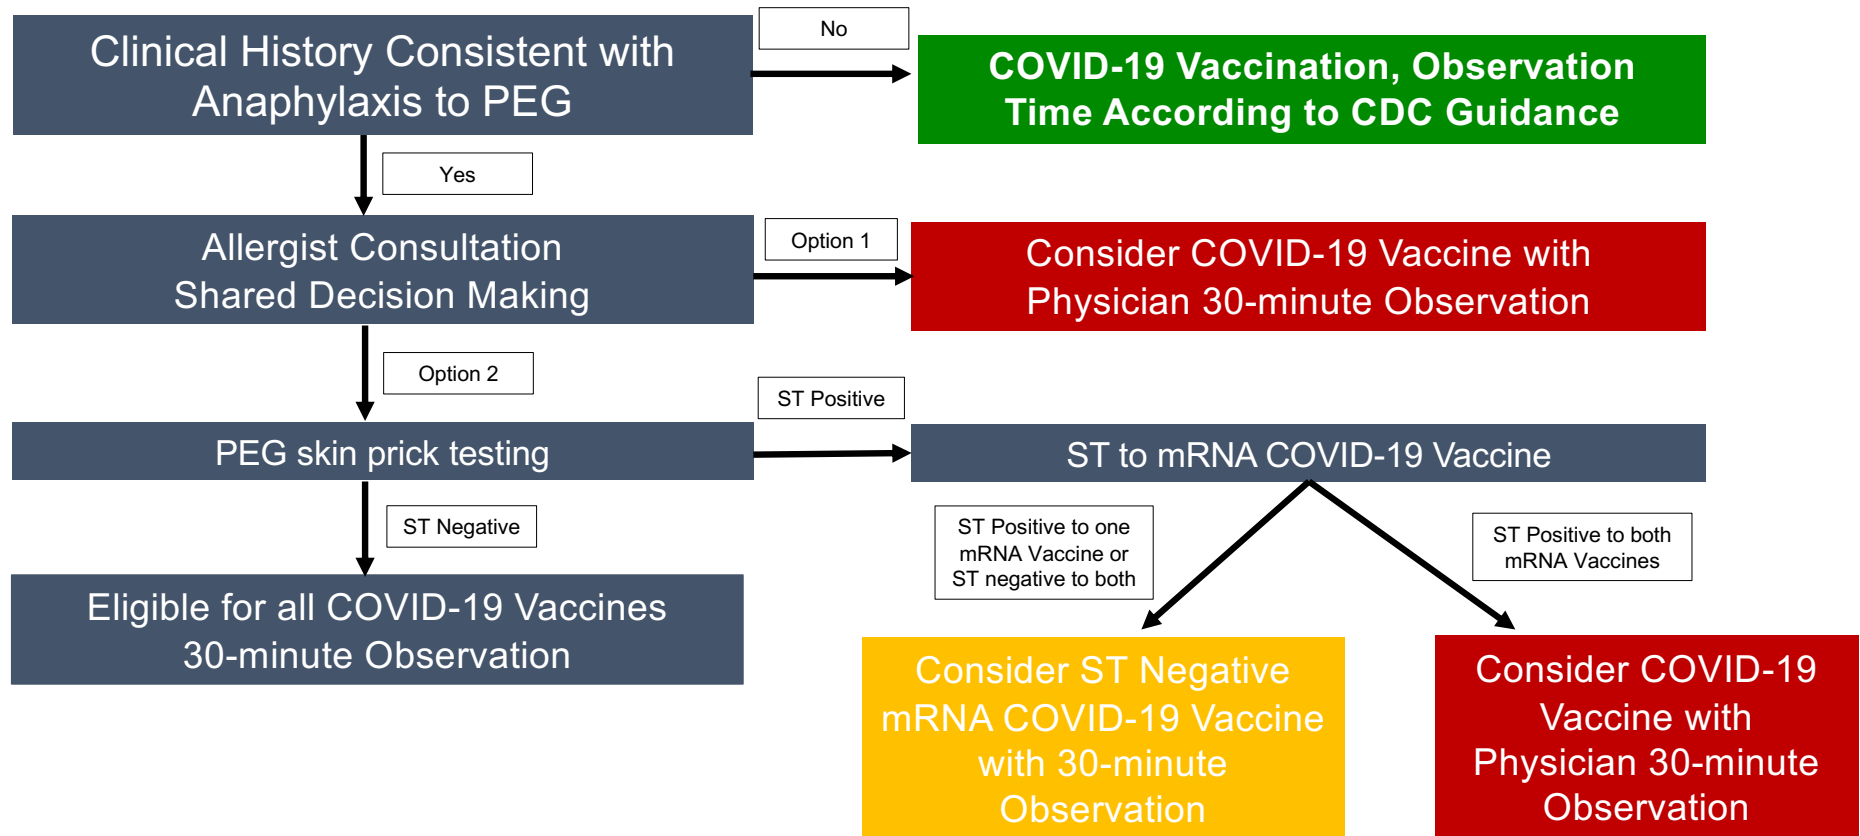 Clinical History Consistent with
Anaphylaxis to PEG
No
COVID-19 Vaccination, Observation
Time According to CDC Guidance
Yes
Allergist Consultation
Shared Decision Making
Option 1
Consider COVID-19 Vaccine with
Physician 30-minute Observation
Option 2
PEG skin prick testing
ST Positive
ST to mRNA COVID-19 Vaccine
ST Negative
Eligible for all COVID-19 Vaccines
30-minute Observation
ST Positive to one
mRNA Vaccine or
ST negative to both
ST Positive to both
mRNA Vaccines
Consider ST Negative
mRNA COVID-19 Vaccine
with 30-minute
Observation
Consider COVID-19
Vaccine with
Physician 30-minute
Observation